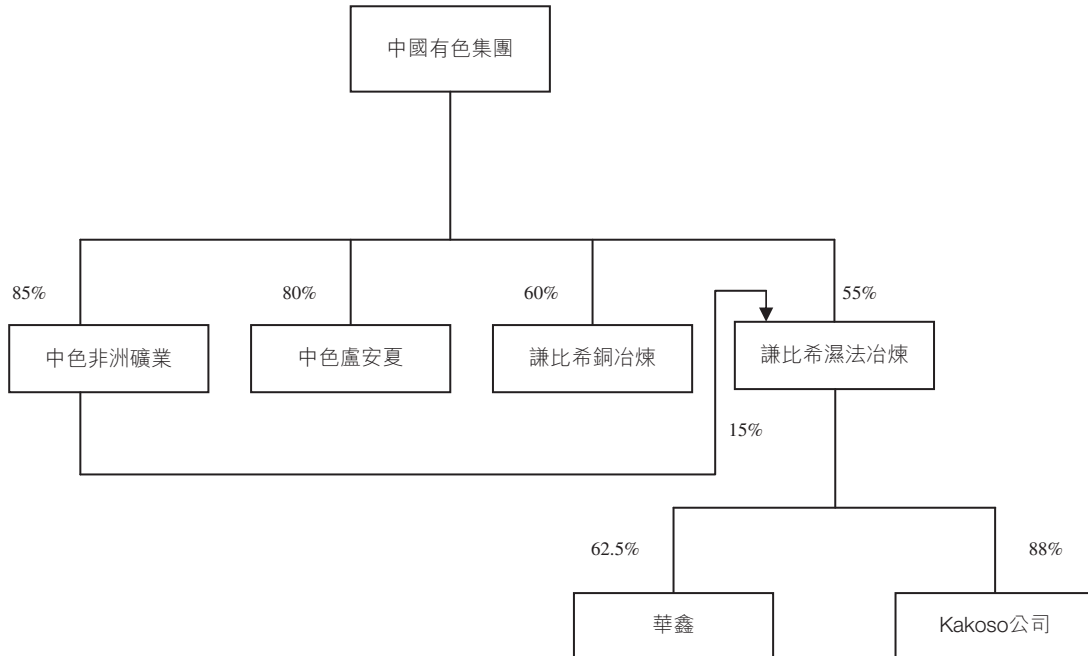 中國有色集團
85%
80%
60%
55%
中色非洲礦業
中色盧安夏
謙比希銅冶煉
謙比希濕法冶煉
15%
62.5%
88%
華鑫
Kakoso公司